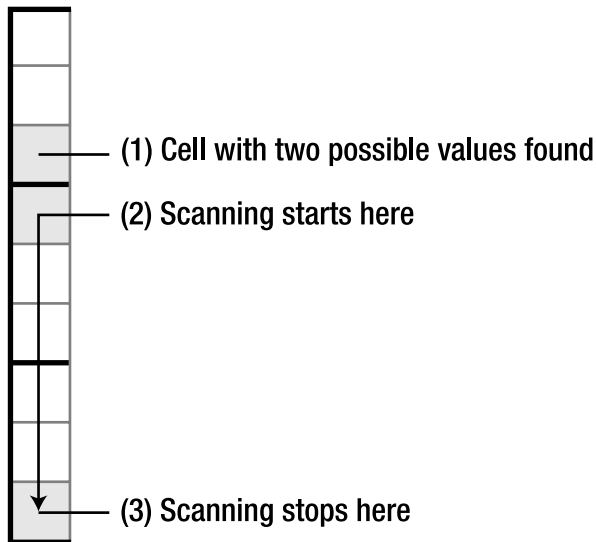 (1) Cell with two possible values found
(2) Scanning starts here
(3) Scanning stops here